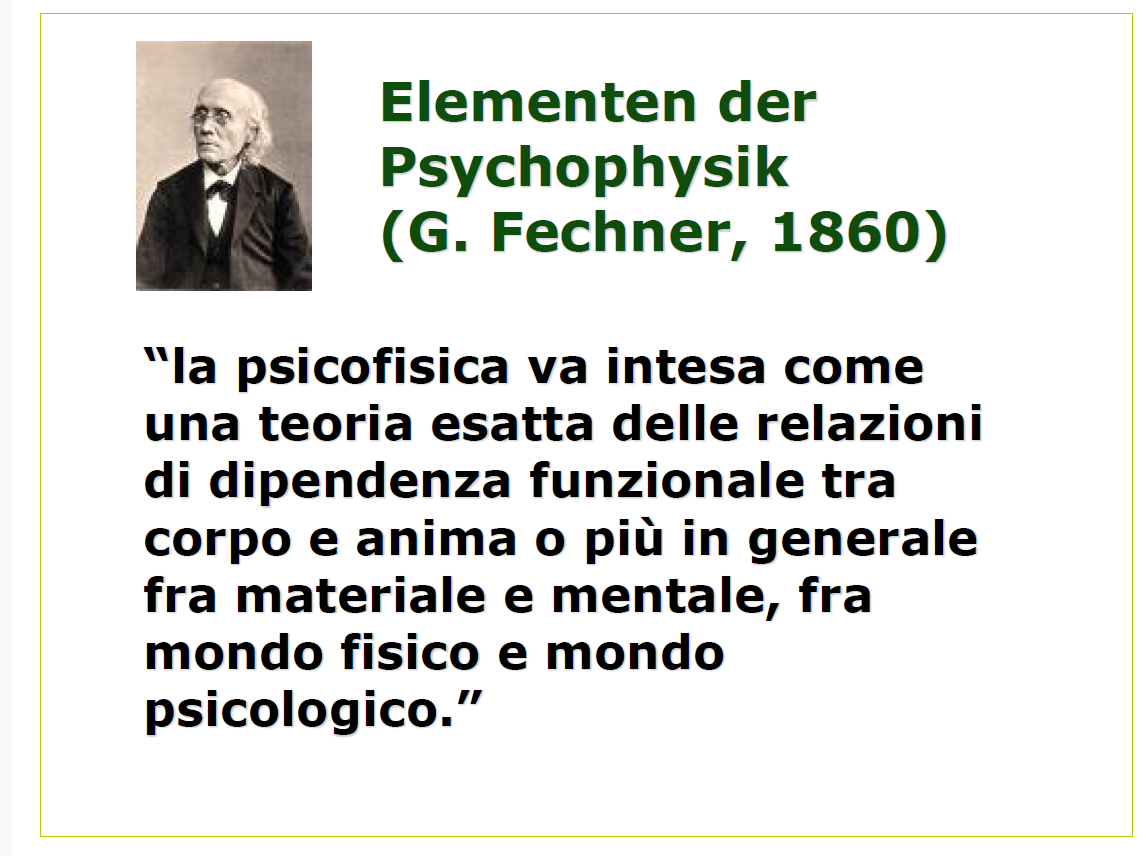 Elementen der
Psychophysik
(G. Fechner, 1860)
“la psicofisica va intesa come
una teoria esatta delle relazioni
di dipendenza funzionale tra
corpo e anima o più in generale
fra materiale e mentale, fra
mondo fisico e mondo
psicologico.”